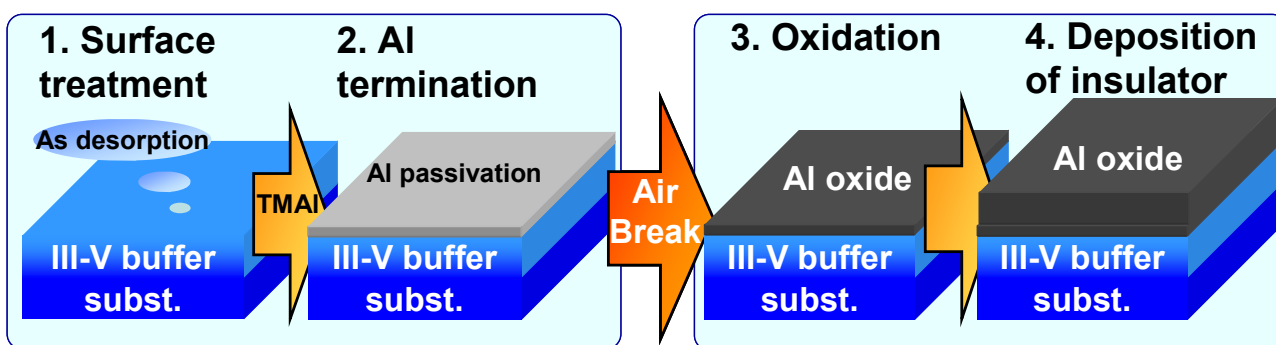 1. Surface
treatment
As desorption
III-V buffer
subst.
TMAl
2. Al
termination
Al passivation
III-V buffer
subst.
Air
Break
3. Oxidation
Al oxide
III-V buffer
subst.
4. Deposition
of insulator
Al oxide
III-V buffer
subst.